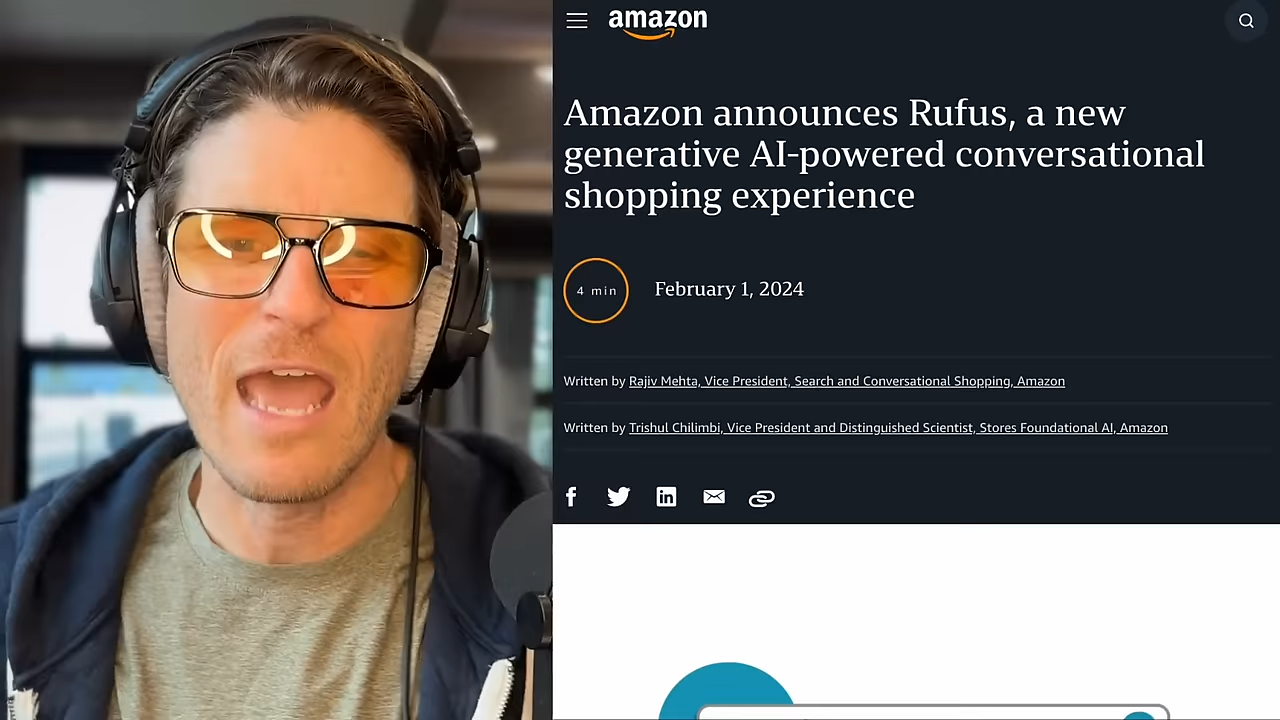 amazon
Amazon announces Rufus, a new
generative AI-powered conversational
shopping experience
4 min
February 1, 2024
Written by Rajiv Mehta, Vice President, Search and Conversational Shopping, Amazon
Written by Trishul Chilimbi, Vice President and Distinguished Scientist, Stores Foundational AI, Amazon